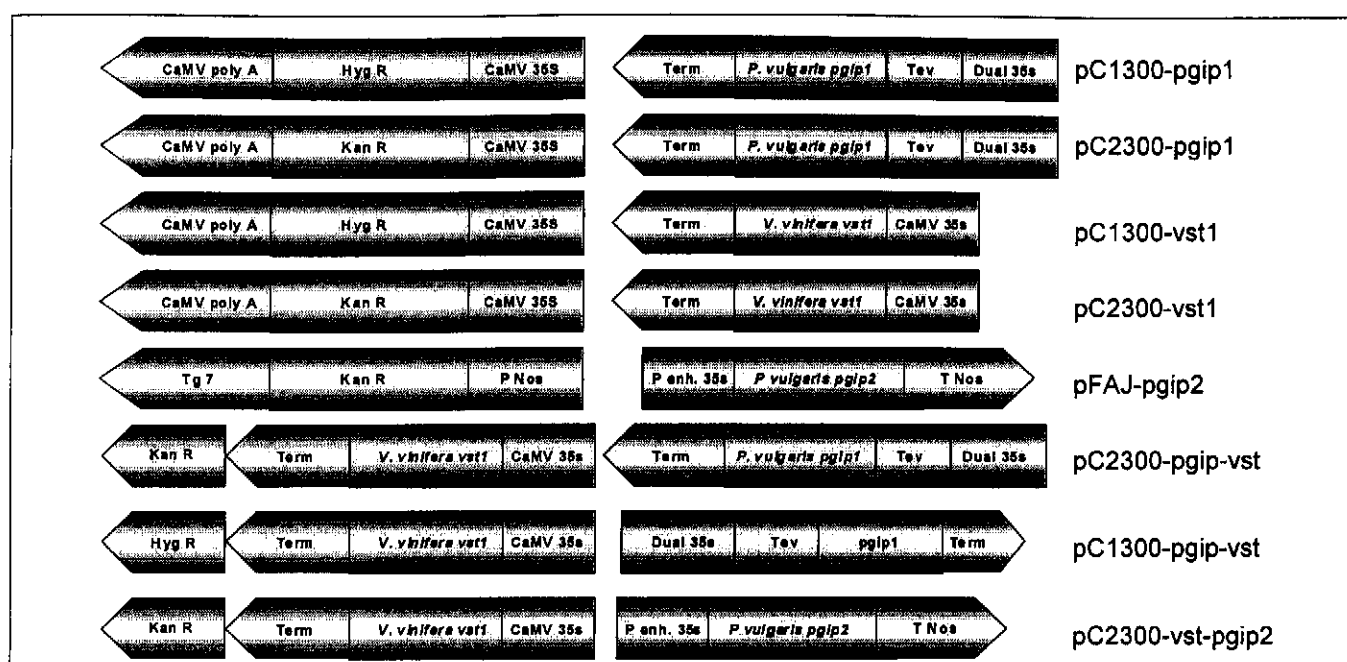 CaMV poly A Hyg R CaMV 35S Term P. vulgaris pgip1 Tev Dual 35s pC1300-pgip1
CaMV poly A Kan R CaMV 35S Term P. vulgaris pgip1 Tev Dual 35s pC2300-pgip1
CaMV poly A Hyg R CaMV 35S Term V. vinifera vst1 CaMV 35s pC1300-vst1
CaMV poly A Kan R CaMV 35S Term V. vinifera vst1 CaMV 35s pC2300-vst1
Tg 7 Kan R P Nos P enh. 35s P vulgaris pgip2 T Nos pFAJ-pgip2
Kan R Term V. vinifera vst1 CaMV 35s Term P. vulgaris pgip1 Tev Dual 35s pC2300-pgip-vst
Hyg R Term V. vinifera vst1 CaMV 35s Dual 35s Tev pgip1 Term pC1300-pgip-vst
Kan R Term V. vinifera vst1 CaMV 35s P enh. 35s P vulgaris pgip2 T Nos pC2300-vst-pgip2